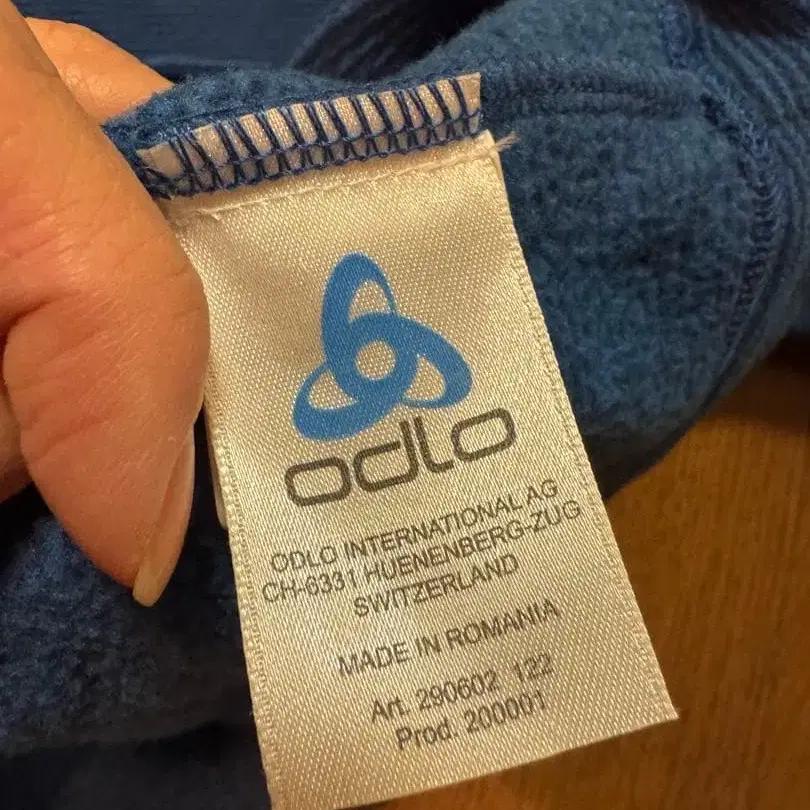 odlo
ODLO INTERNATIONAL AG
CH-6331 HUENENBERG-ZUG
SWITZERLAND
MADE IN ROMANIA
Art. 290602 122
Prod. 200001